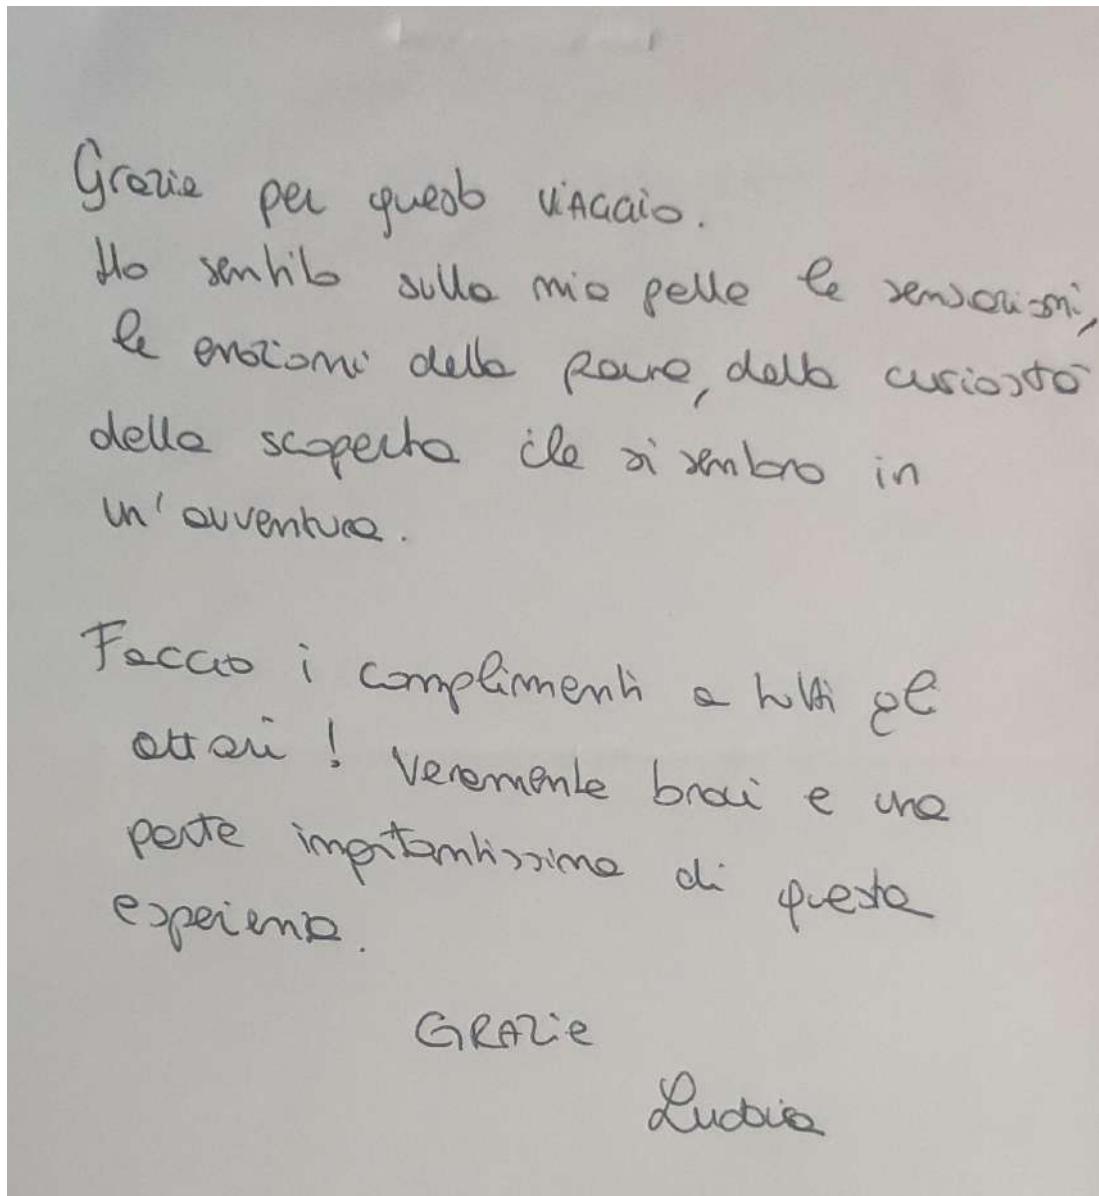 Grazie per questo viaggio.
Ho sentito sulla mia pelle le sensazioni,
le emozioni della paura, della curiosità
della scoperta che si sembra in
un'avventura.
Faccio i complimenti a tutti gli
attori! Veramente bravi e una
parte importantissima di questa
esperienza.
GRAZIE